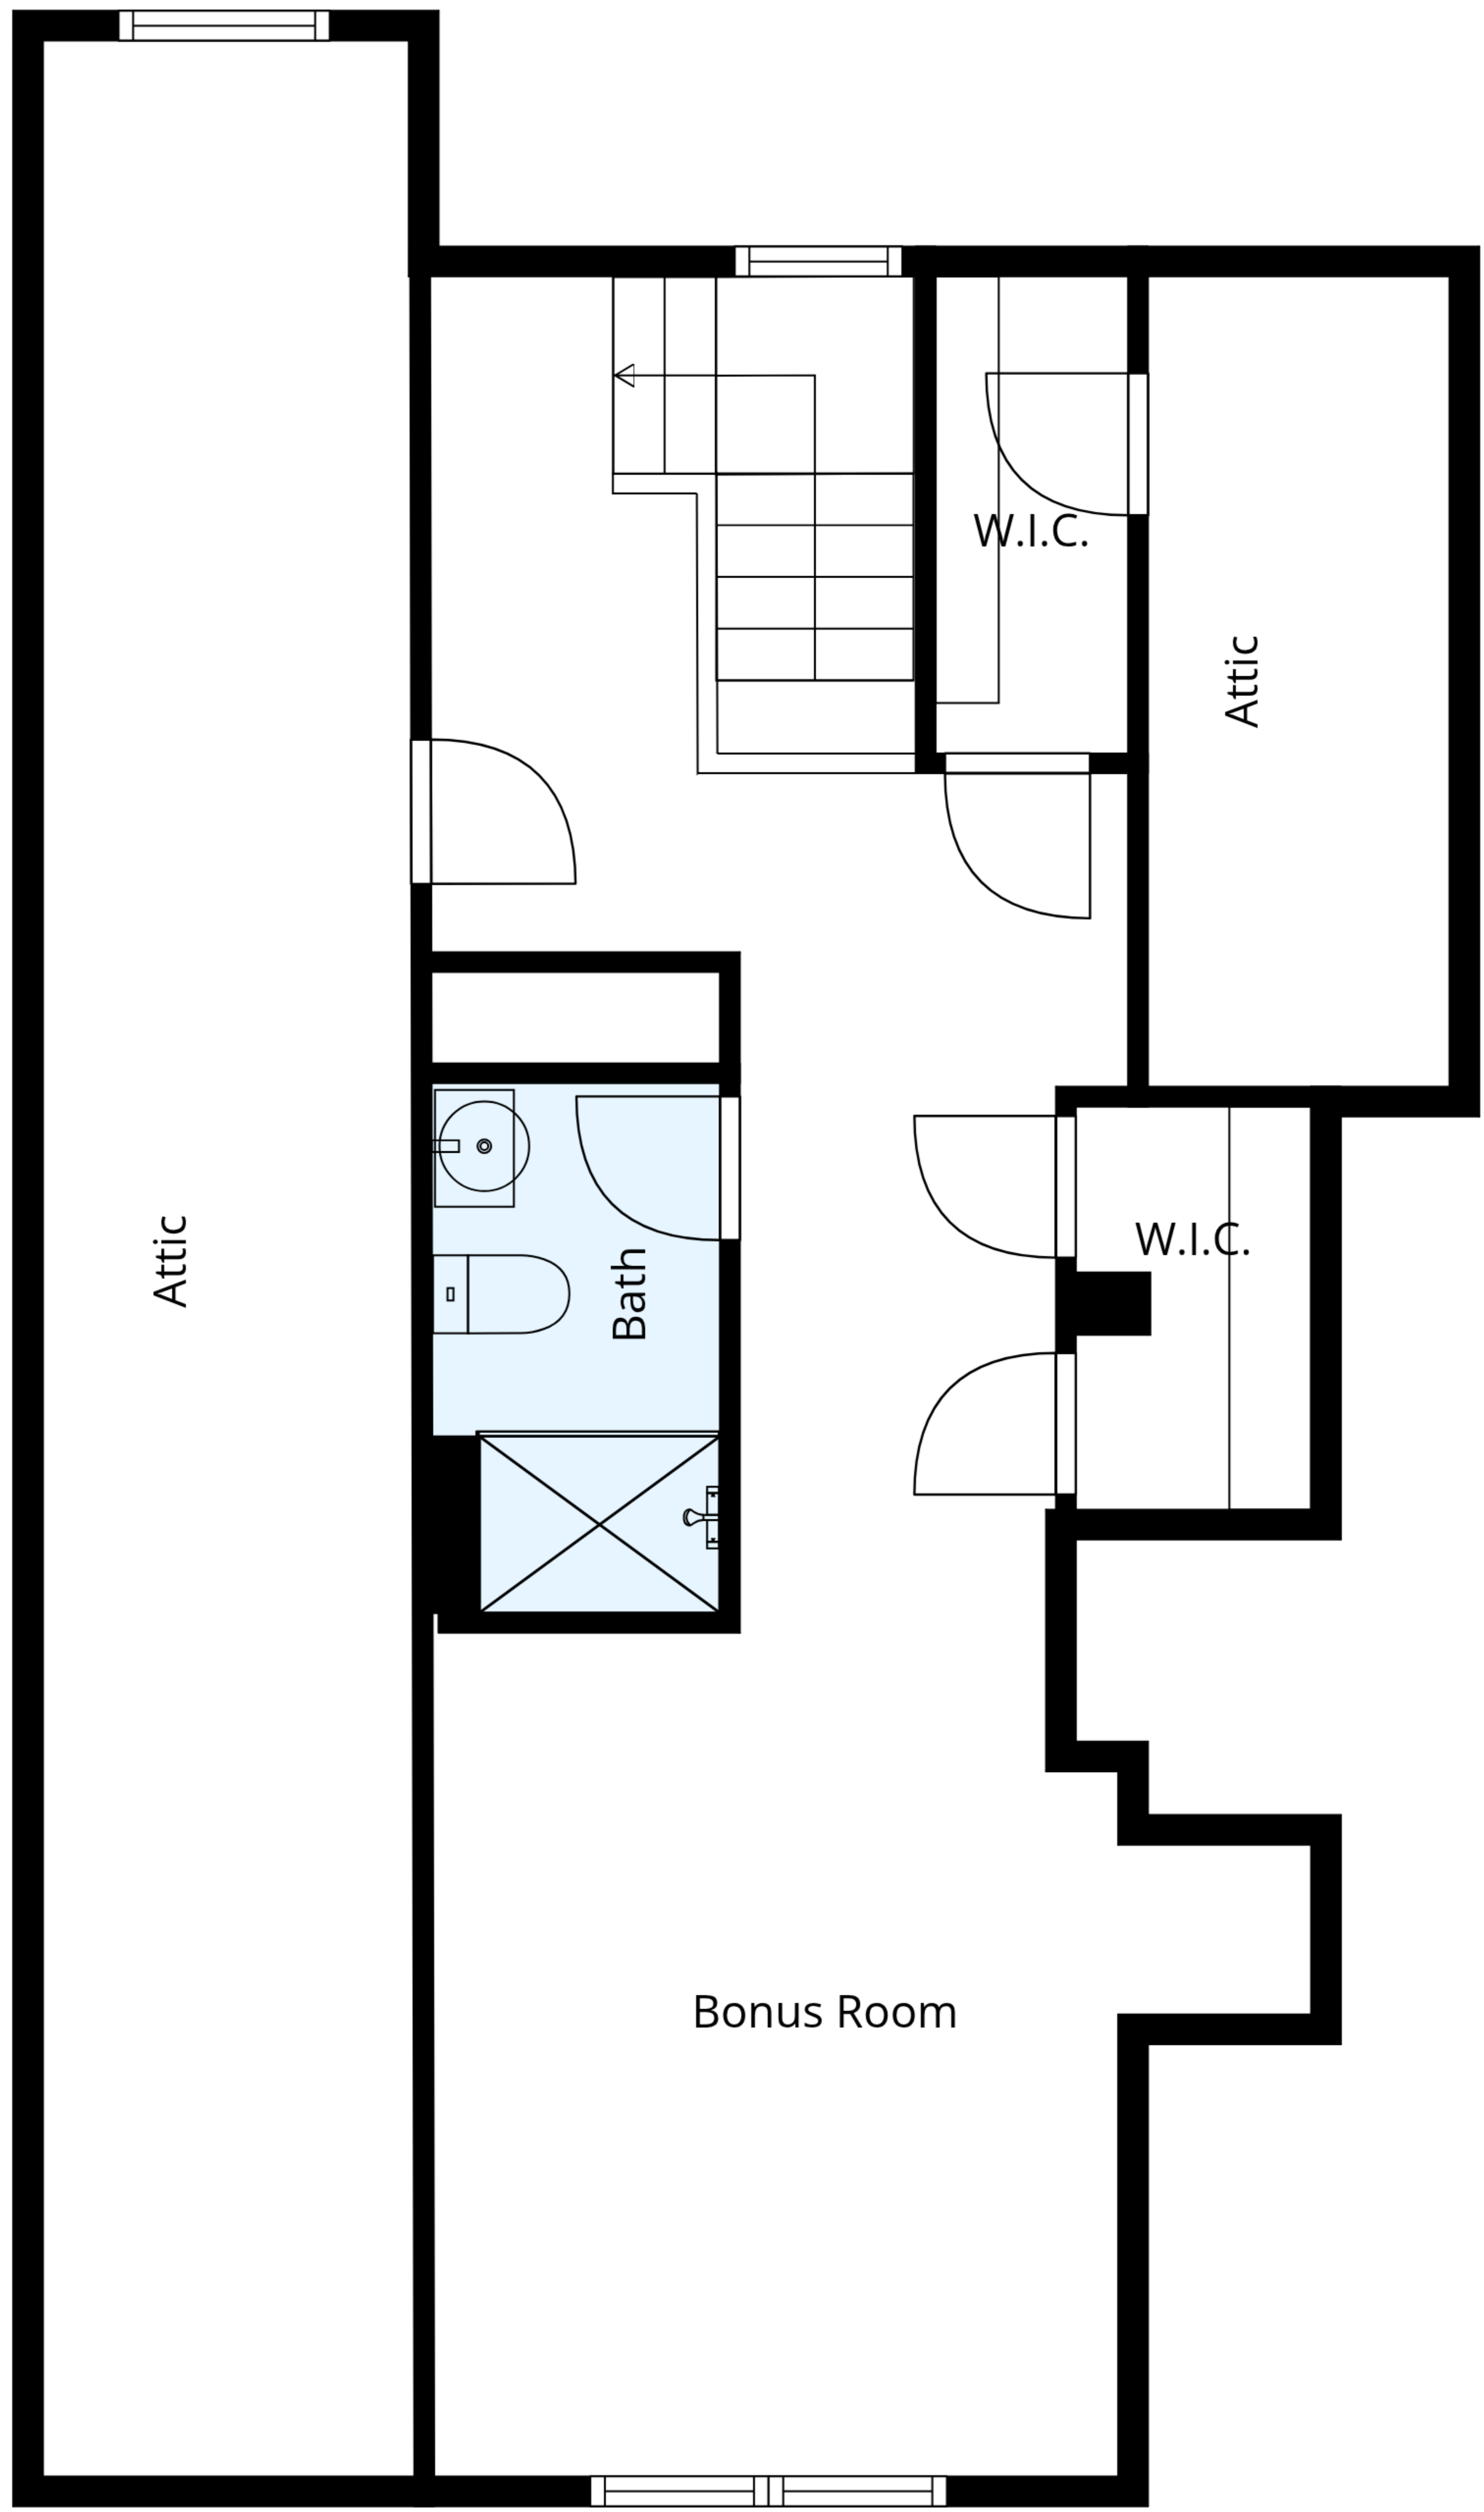 W.I.C.
Attic
W.I.C.
Attic
Bath
Bonus Room